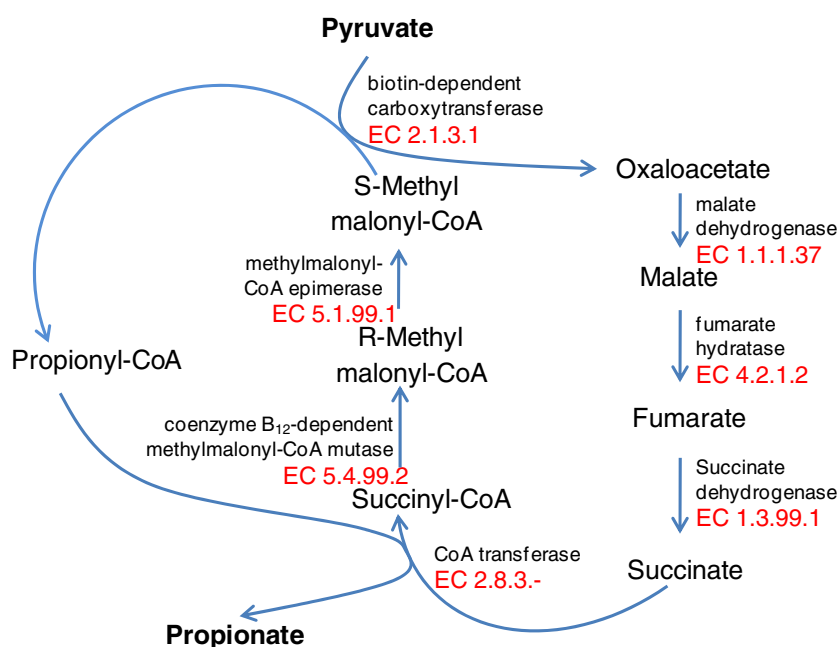 Pyruvate
biotin-dependent
carboxytransferase
EC 2.1.3.1
Oxaloacetate
S-Methyl
malonyl-CoA
malate
dehydrogenase
EC 1.1.1.37
Malate
methylmalonyl-
CoA epimerase
EC 5.1.99.1
R-Methyl
malonyl-CoA
fumarate
hydratase
EC 4.2.1.2
Propionyl-CoA
Fumarate
coenzyme B₁₂-dependent
methylmalonyl-CoA mutase
EC 5.4.99.2
Succinyl-CoA
Succinate
dehydrogenase
EC 1.3.99.1
CoA transferase
EC 2.8.3.-
Succinate
Propionate